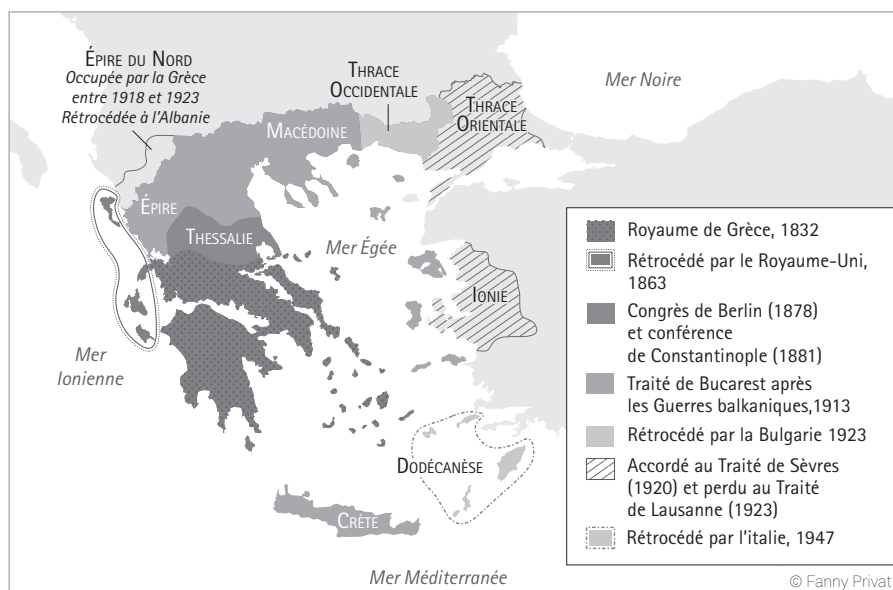 ÉPIRE DU NORD
Occupée par la Grèce
entre 1918 et 1923
Rétrocédée à l'Albanie
THRACE
OCCIDENTALE
THRACE
ORIENTALE
Mer Noire
MACÉDOINE
ÉPIRE
THESSALIE
Mer Égée
IONIE
Mer
Ionienne
DODÉCANÈSE
CRÈTE
Mer Méditerranée
Royaume de Grèce, 1832
Rétrocédé par le Royaume-Uni,
1863
Congrès de Berlin (1878)
et conférence
de Constantinople (1881)
Traité de Bucarest après
les Guerres balkaniques,1913
Rétrocédé par la Bulgarie 1923
Accordé au Traité de Sèvres
(1920) et perdu au Traité
de Lausanne (1923)
Rétrocédé par l'italie, 1947
© Fanny Privat